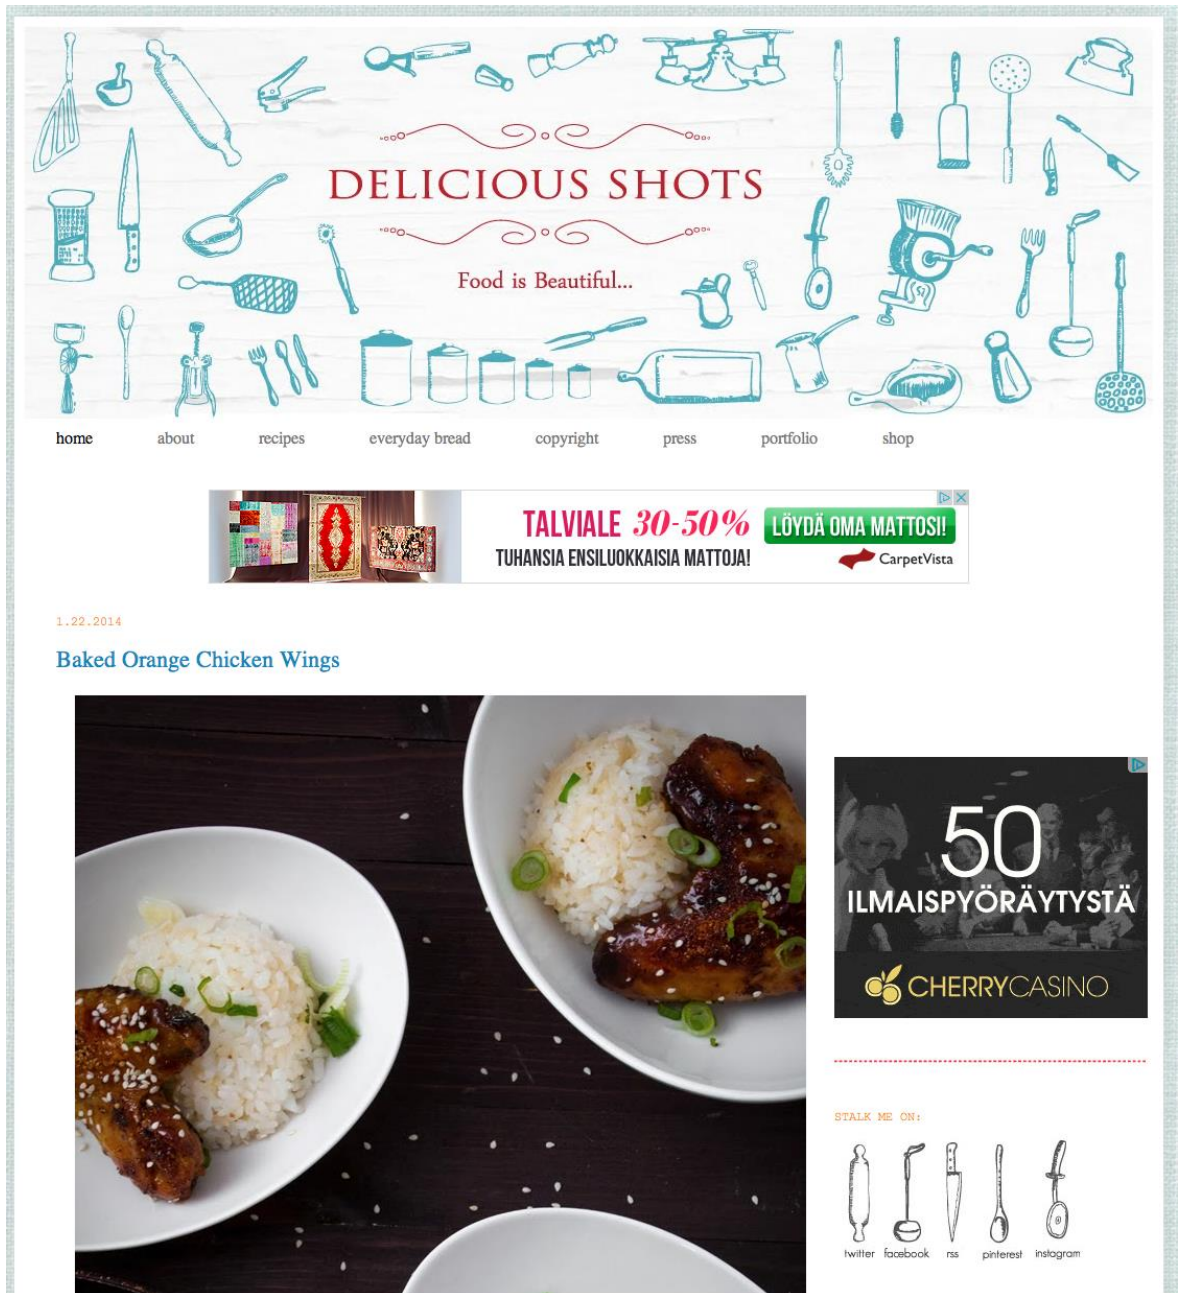 DELICIOUS SHOTS
Food is Beautiful...
home about recipes everyday bread copyright press portfolio shop
TALVIALE 30-50%
TUHANSIA ENSILUOKKAISIA MATTOJA!
LÖYDÄ OMA MATTOSI!
CarpetVista
1.22.2014
Baked Orange Chicken Wings
50
ILMAISPYÖRÄYTYSTÄ
CHERRYCASINO
STALK ME ON:
twitter facebook rss pinterest instagram